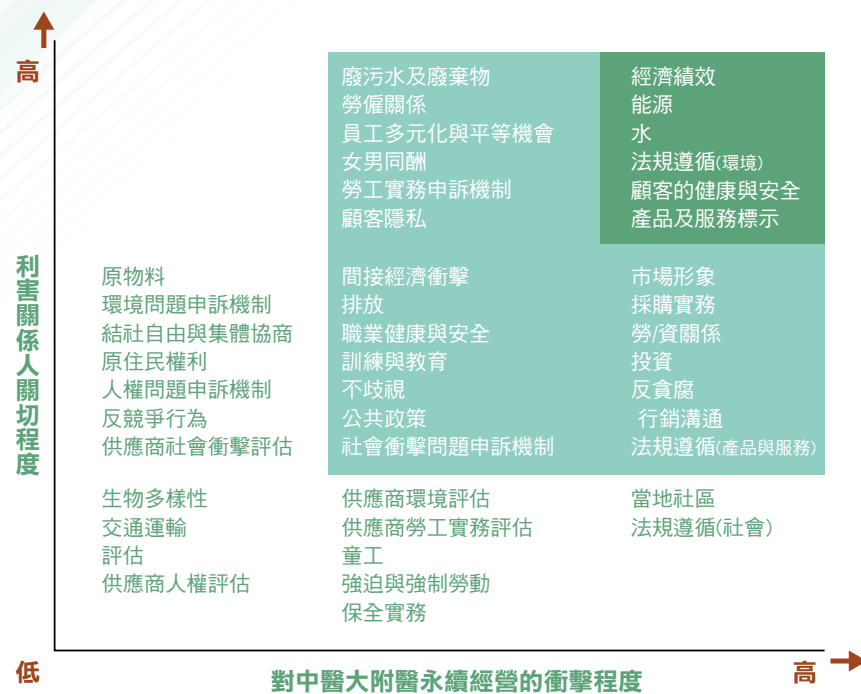 高
利害關係人關切程度
廢污水及廢棄物
勞僱關係
員工多元化與平等機會
女男同酬
勞工實務申訴機制
顧客隱私
經濟績效
能源
水
法規遵循(環境)
顧客的健康與安全
產品及服務標示
原物料
環境問題申訴機制
結社自由與集體協商
原住民權利
人權問題申訴機制
反競爭行為
供應商社會衝擊評估
間接經濟衝擊
排放
職業健康與安全
訓練與教育
不歧視
公共政策
社會衝擊問題申訴機制
市場形象
採購實務
勞/資關係
投資
反貪腐
行銷溝通
法規遵循(產品與服務)
生物多樣性
交通運輸
評估
供應商人權評估
供應商環境評估
供應商勞工實務評估
童工
強迫與強制勞動
保全實務
當地社區
法規遵循(社會)
低
對中醫大附醫永續經營的衝擊程度
高